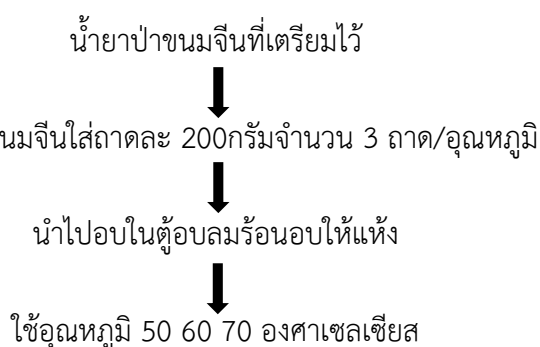 น้ำยาป่าขนมจีนที่เตรียมไว้
นมจีนใส่ถาดละ 200กรัมจำนวน 3 ถาด/อุณหภูมิ
นำไปอบในตู้อบลมร้อนอบให้แห้ง
ใช้อุณหภูมิ 50 60 70 องศาเซลเซียส